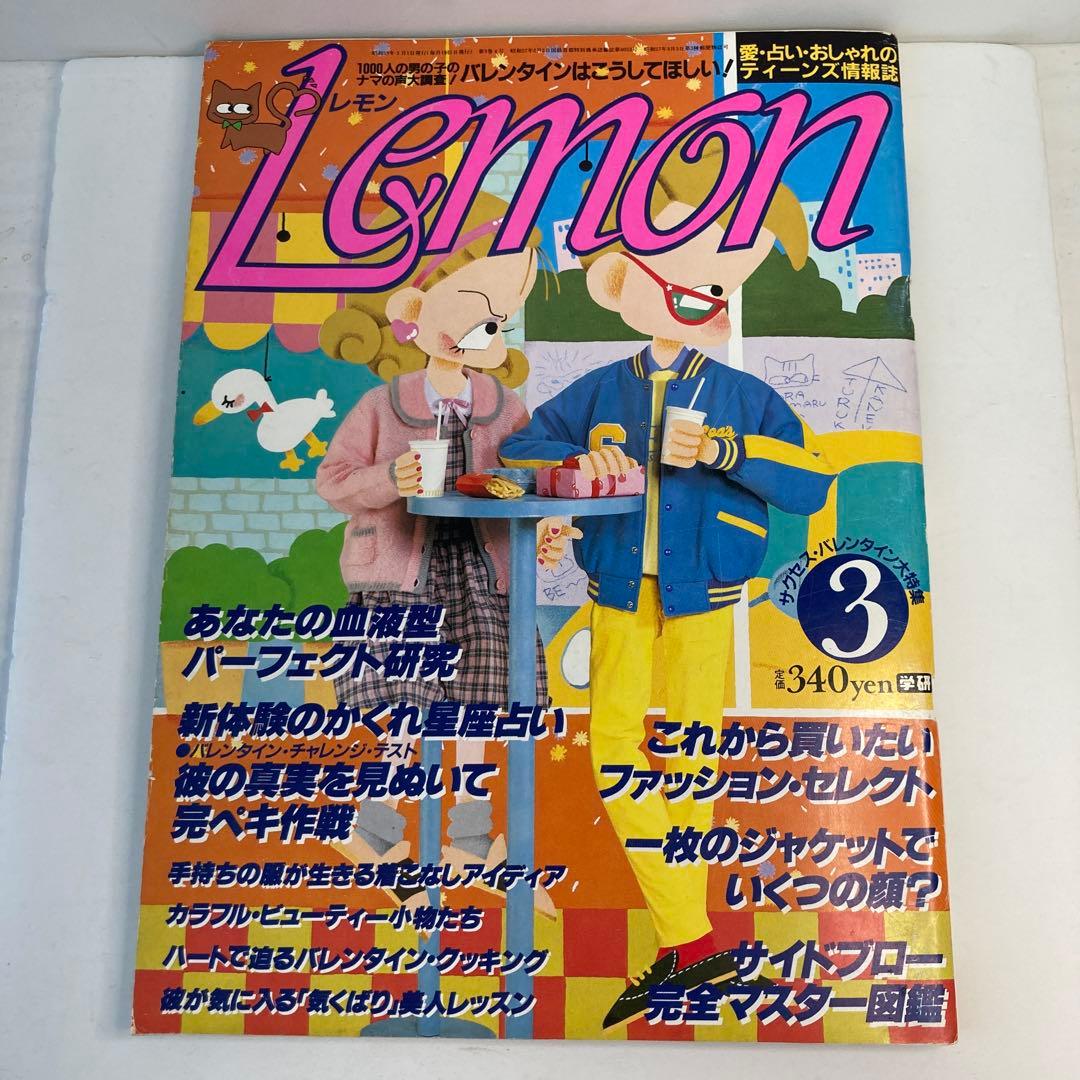 1000人の男の子の
ナマの声大調査!
バレンタインはこうしてほしい!
愛・占い・おしゃれの
ティーンズ情報誌
レモン
Lemon
サクセス・バレンタイン大特集
3
定価 340yen 学研
あなたの血液型
パーフェクト研究
新体験のかくれ星座占い
●バレンタイン・チャレンジ・テスト
彼の真実を見ぬいて
完ペキ作戦
手持ちの服が生きる着こなしアイディア
カラフル・ビューティー小物たち
ハートで迫るバレンタイン・クッキング
彼が気に入る「気くばり」美人レッスン
これから買いたい
ファッション・セレクト
一枚のジャケットで
いくつの顔?
サイドブロー
完全マスター図鑑
BE〜